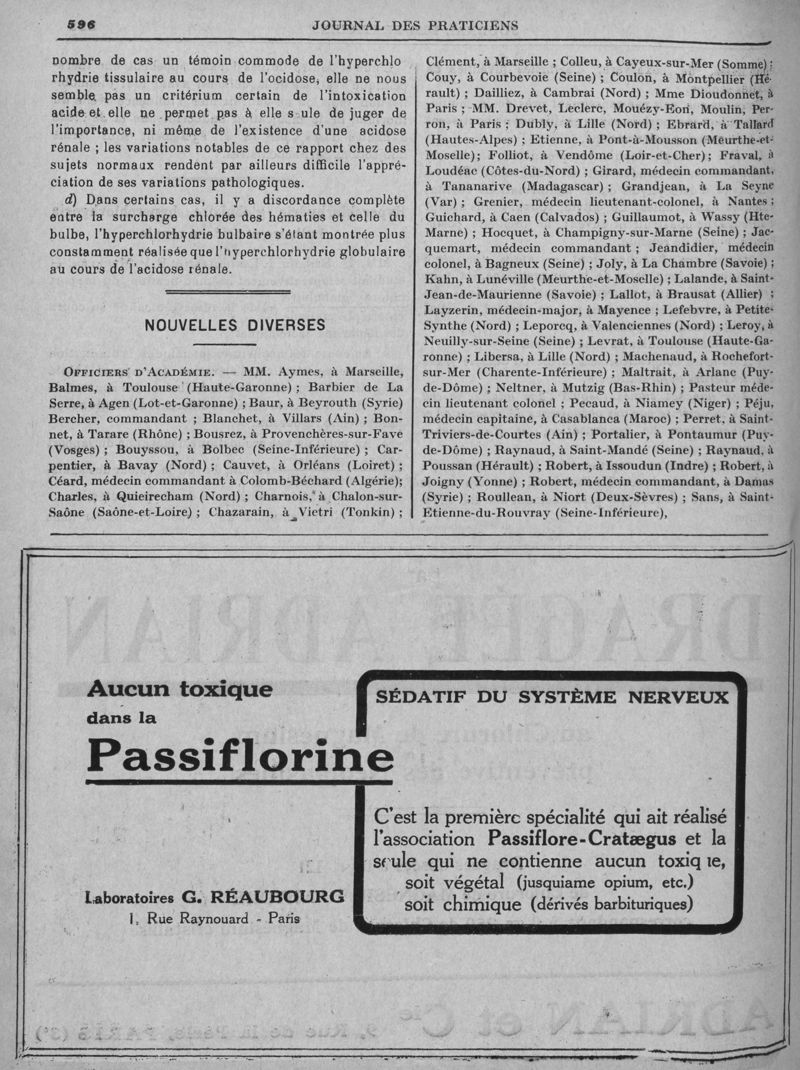 596
JOURNAL DES PRATICIENS
nombre de cas un témoin commode de l'hyperchlo
rhydrie tissulaire au cours de l'ocidose, elle ne nous
semble pas un critérium certain de l'intoxication
acide et elle ne permet pas à elle s ule de juger de
l'importance, ni même de l'existence d'une acidose
rénale ; les variations notables de ce rapport chez des
sujets normaux rendent par ailleurs difficile l'appré-
ciation de ses variations pathologiques.
d) Dans certains cas, il y a discordance complète
entre la surcharge chlorée des hématies et celle du
bulbe, l'hyperchlorhydrie bulbaire s'étant montrée plus
constamment réalisée que l'hyperchlorhydrie globulaire
au cours de l'acidose rénale.
NOUVELLES DIVERSES
OFFICIERS D'ACADÉMIE. — MM. Aymes, à Marseille,
Balmes, à Toulouse (Haute-Garonne) ; Barbier de La
Serre, à Agen (Lot-et-Garonne) ; Baur, à Beyrouth (Syrie)
Bercher, commandant ; Blanchet, à Villars (Ain) ; Bon-
net, à Tarare (Rhône) ; Bousrez, à Provenchères-sur-Fave
(Vosges) ; Bouyssou, à Bolbec (Seine-Inférieure) ; Car-
pentier, à Bavay (Nord) ; Cauvet, à Orléans (Loiret) ;
Céard, médecin commandant à Colomb-Béchard (Algérie);
Charles, à Quieirecham (Nord) ; Charnois, à Chalon-sur-
Saône (Saône-et-Loire) ; Chazarain, à Vietri (Tonkin) ;
Clément, à Marseille ; Colleu, à Cayeux-sur-Mer (Somme) ;
Couy, à Courbevoie (Seine) ; Coulon, à Montpellier (Hé-
rault) ; Dailliez, à Cambrai (Nord) ; Mme Dioudonnet, à
Paris ; MM. Drevet, Leclerc, Mouézy-Eon, Moulin, Per-
ron, à Paris ; Dubly, à Lille (Nord) ; Ebrard, à Tallard
(Hautes-Alpes) ; Etienne, à Pont-à-Mousson (Meurthe-et-
Moselle) ; Folliot, à Vendôme (Loir-et-Cher) ; Fraval, à
Loudéac (Côtes-du-Nord) ; Girard, médecin commandant,
à Tananarive (Madagascar) ; Grandjean, à La Seyne
(Var) ; Grenier, médecin lieutenant-colonel, à Nantes ;
Guichard, à Caen (Calvados) ; Guillaumot, à Wassy (Hte-
Marne) ; Hocquet, à Champigny-sur-Marne (Seine) ; Jac-
quemart, médecin commandant ; Jeandidier, médecin
colonel, à Bagneux (Seine) ; Joly, à La Chambre (Savoie) ;
Kahn, à Lunéville (Meurthe-et-Moselle) ; Lalande, à Saint-
Jean-de-Maurienne (Savoie) ; Lallot, à Brausat (Allier) ;
Layzerin, médecin-major, à Mayence ; Lefebvre, à Petite-
Synthe (Nord) ; Leporcq, à Valenciennes (Nord) ; Leroy, à
Neuilly-sur-Seine (Seine) ; Levrat, à Toulouse (Haute-Ga-
ronne) ; Libersa, à Lille (Nord) ; Machenaud, à Rochefort-
sur-Mer (Charente-Inférieure) ; Maltrait, à Arlanc (Puy-
de-Dôme) ; Neltner, à Mutzig (Bas-Rhin) ; Pasteur méde-
cin lieutenant colonel ; Pecaud, à Niamey (Niger) ; Péju,
médecin capitaine, à Casablanca (Maroc) ; Perret, à Saint-
Triviers-de-Courtes (Ain) ; Portalier, à Pontaumur (Puy-
de-Dôme) ; Raynaud, à Saint-Mandé (Seine) ; Raynaud, à
Poussan (Hérault) ; Robert, à Issoudun (Indre) ; Robert, à
Joigny (Yonne) ; Robert, médecin commandant, à Damas
(Syrie) ; Roullean, à Niort (Deux-Sèvres) ; Sans, à Saint-
Etienne-du-Rouvray (Seine-Inférieure),
Aucun toxique
dans la
Passiflorine
Laboratoires G. RÉAUBOURG
1, Rue Raynouard - Paris
SÉDATIF DU SYSTÈME NERVEUX
C'est la première spécialité qui ait réalisé
l'association Passiflore-Cratægus et la
seule qui ne contienne aucun toxiq ue,
soit végétal (jusquiame opium, etc.)
soit chimique (dérivés barbituriques)